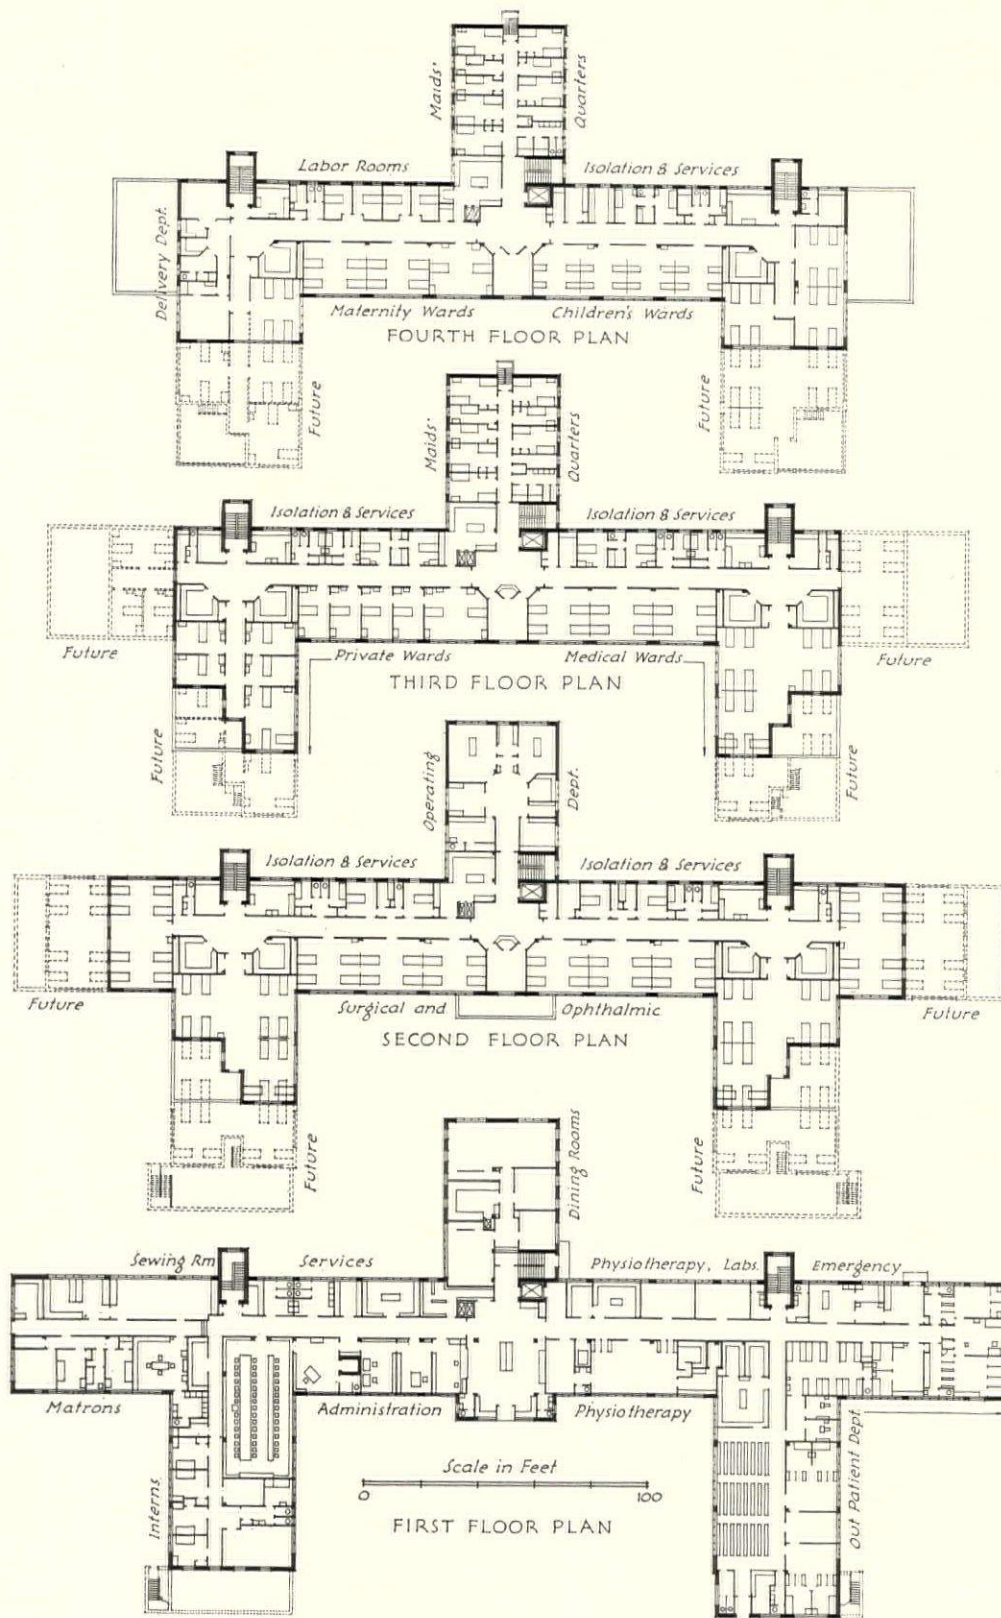 Maids'
Quarters
Labor Rooms
Isolation & Services
Delivery Dept.
Maternity Wards
Children's Wards
FOURTH FLOOR PLAN
Future
Future
Maids'
Quarters
Isolation & Services
Isolation & Services
Future
Private Wards
Medical Wards
Future
THIRD FLOOR PLAN
Future
Future
Operating
Dept.
Isolation & Services
Isolation & Services
Future
Surgical and
Ophthalmic
Future
SECOND FLOOR PLAN
Future
Future
Dining Rooms
Sewing Rm
Services
Physiotherapy, Labs.
Emergency
Matrons
Administration
Physiotherapy
Interns
Out Patient Dept.
Scale in Feet
0
100
FIRST FLOOR PLAN